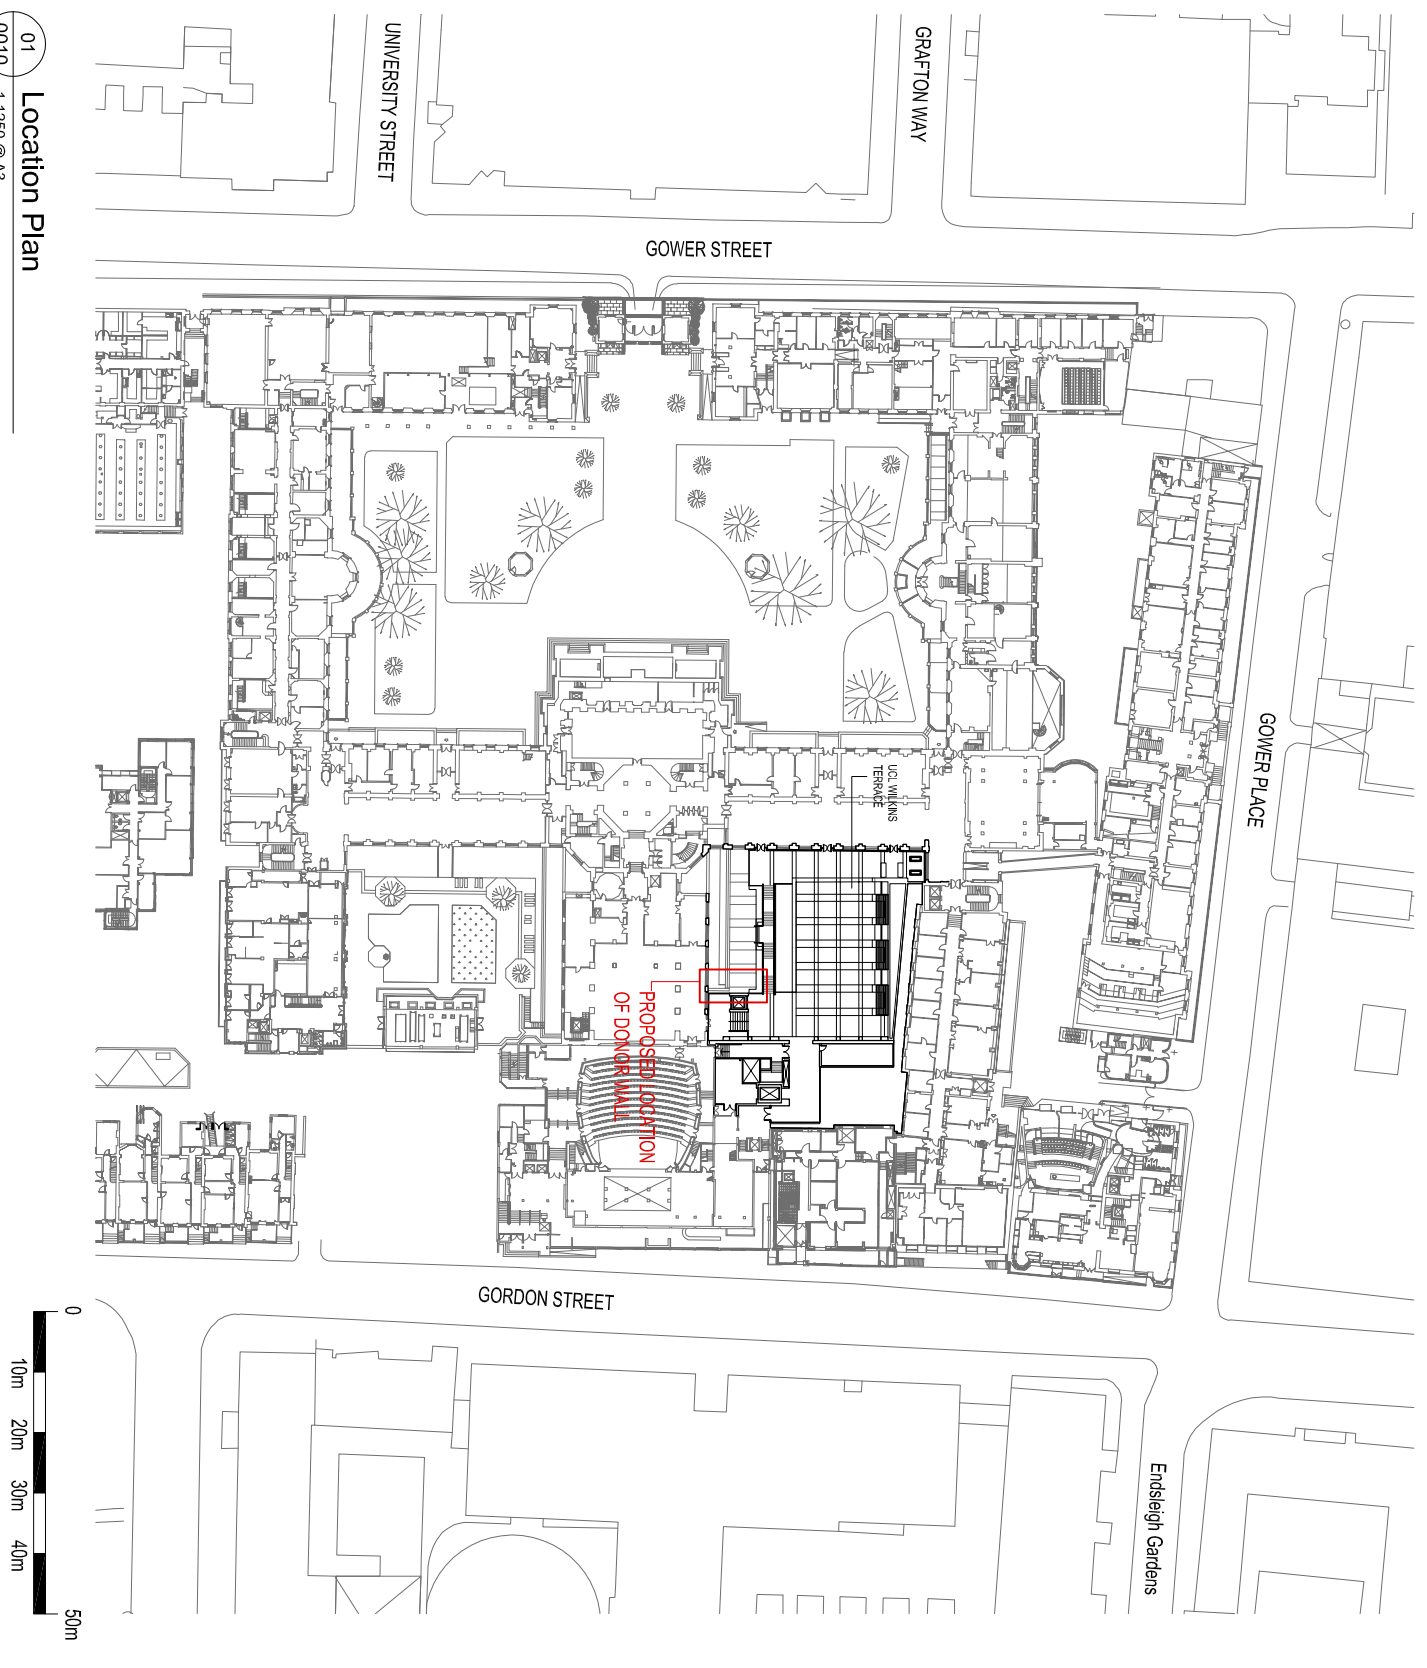 UNIVERSITY STREET
GRAFTON WAY
GOWER STREET
01
Location Plan
GOWER PLACE
UCL WILKINS
TERRACE
PROPOSED LOCATION
OF DONOR WALL
GORDON STREET
Endsleigh Gardens
0
10m
20m
30m
40m
50m